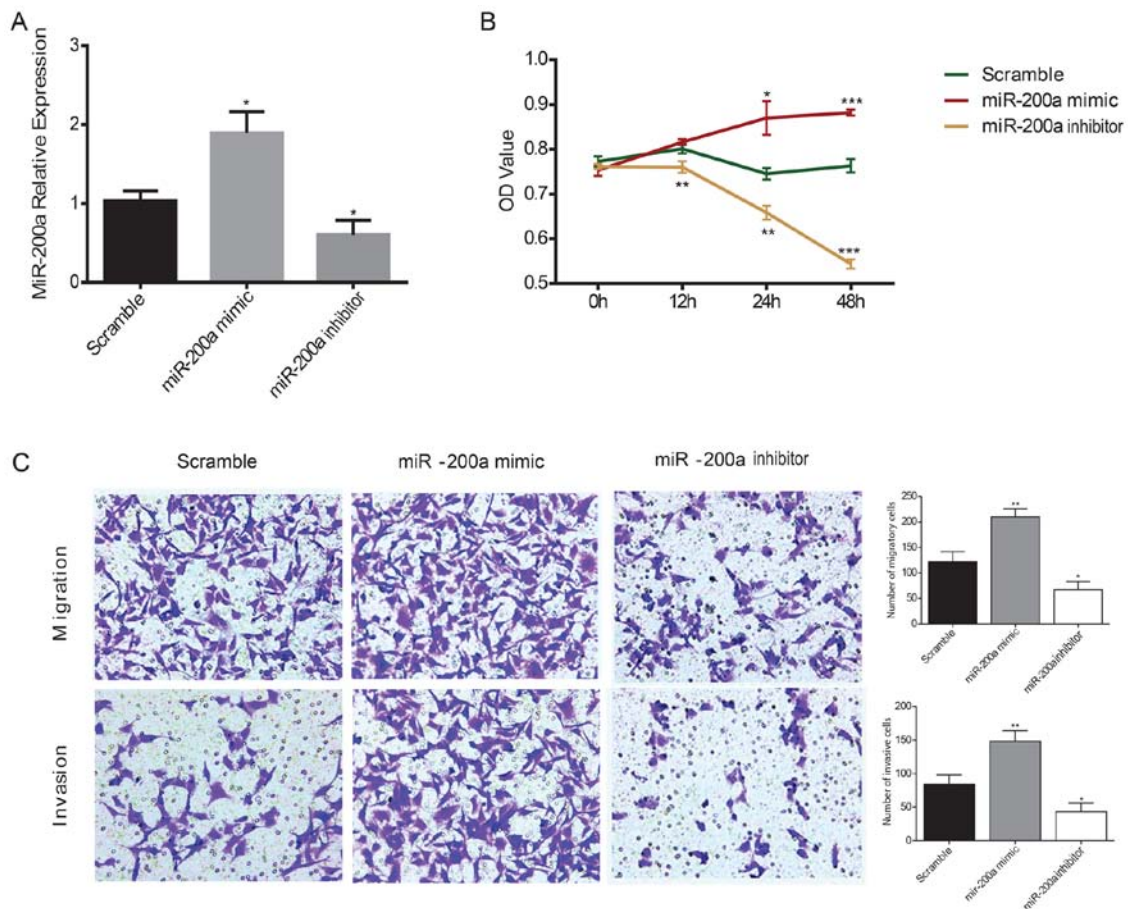 A
MiR-200a Relative Expression
3
2
1
0
*
*
Scramble
miR-200a mimic
miR-200a inhibitor
B
OD Value
1.0
0.9
0.8
0.7
0.6
0.5
*
***
**
**
***
0h
12h
24h
48h
Scramble
miR-200a mimic
miR-200a inhibitor
C
Scramble
miR -200a mimic
miR -200a inhibitor
Migration
Invasion
Number of migratory cells
250
200
150
100
50
0
**
*
Scramble
miR-200a mimic
miR-200a inhibitor
Number of invasive cells
200
150
100
50
0
**
*
Scramble
mir-200a mimic
miR-200a inhibitor